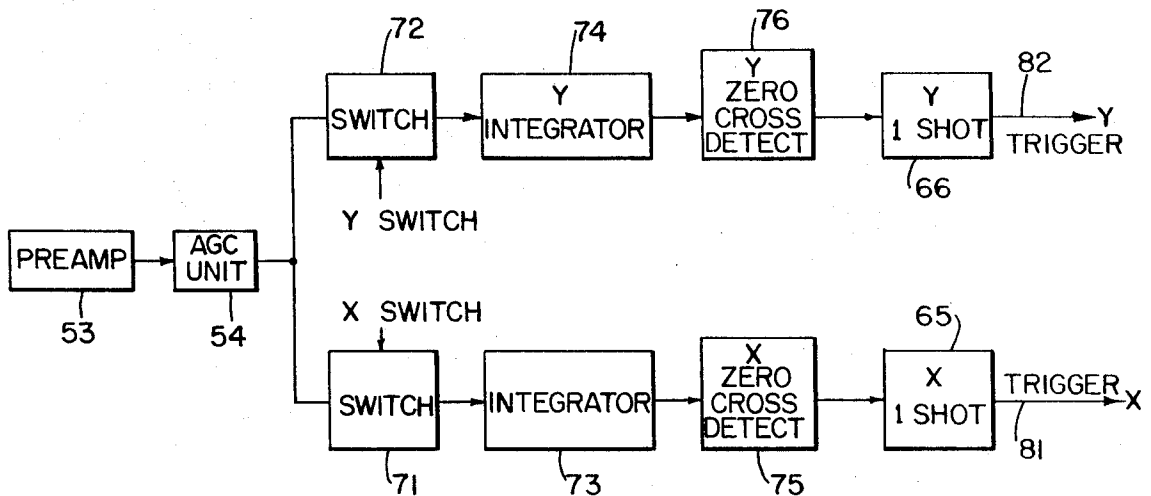 72
74
76
82
SWITCH
Y
INTEGRATOR
Y
ZERO
CROSS
DETECT
Y
1 SHOT
Y
TRIGGER
66
Y SWITCH
PREAMP
AGC
UNIT
53
54
X SWITCH
65
SWITCH
INTEGRATOR
X
ZERO
CROSS
DETECT
X
1 SHOT
TRIGGER
X
81
71
73
75